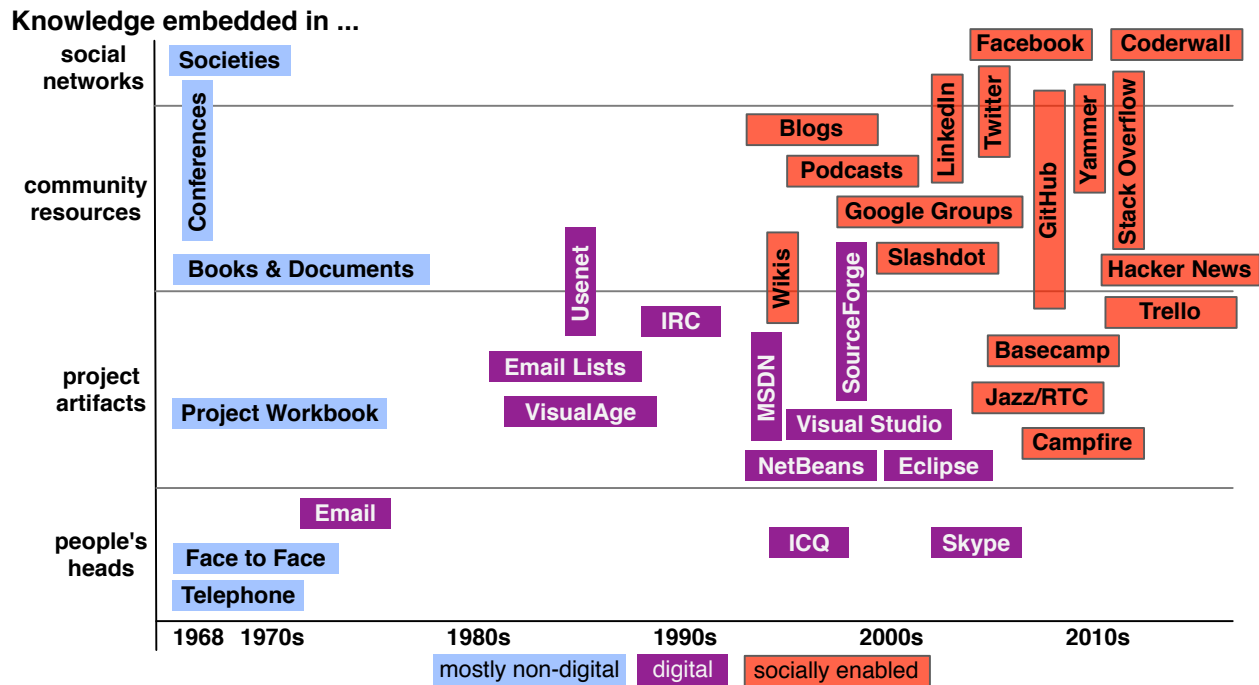 Knowledge embedded in ...
social
networks
Societies
Facebook
Coderwall
Conferences
LinkedIn
Twitter
GitHub
Yammer
Stack Overflow
Blogs
Podcasts
community
resources
Google Groups
Books & Documents
Usenet
Wikis
SourceForge
Slashdot
Hacker News
IRC
Trello
Email Lists
MSDN
Basecamp
project
artifacts
Project Workbook
VisualAge
Visual Studio
Jazz/RTC
Campfire
NetBeans
Eclipse
Email
people's
heads
Face to Face
ICQ
Skype
Telephone
1968 1970s 1980s 1990s 2000s 2010s
mostly non-digital digital socially enabled